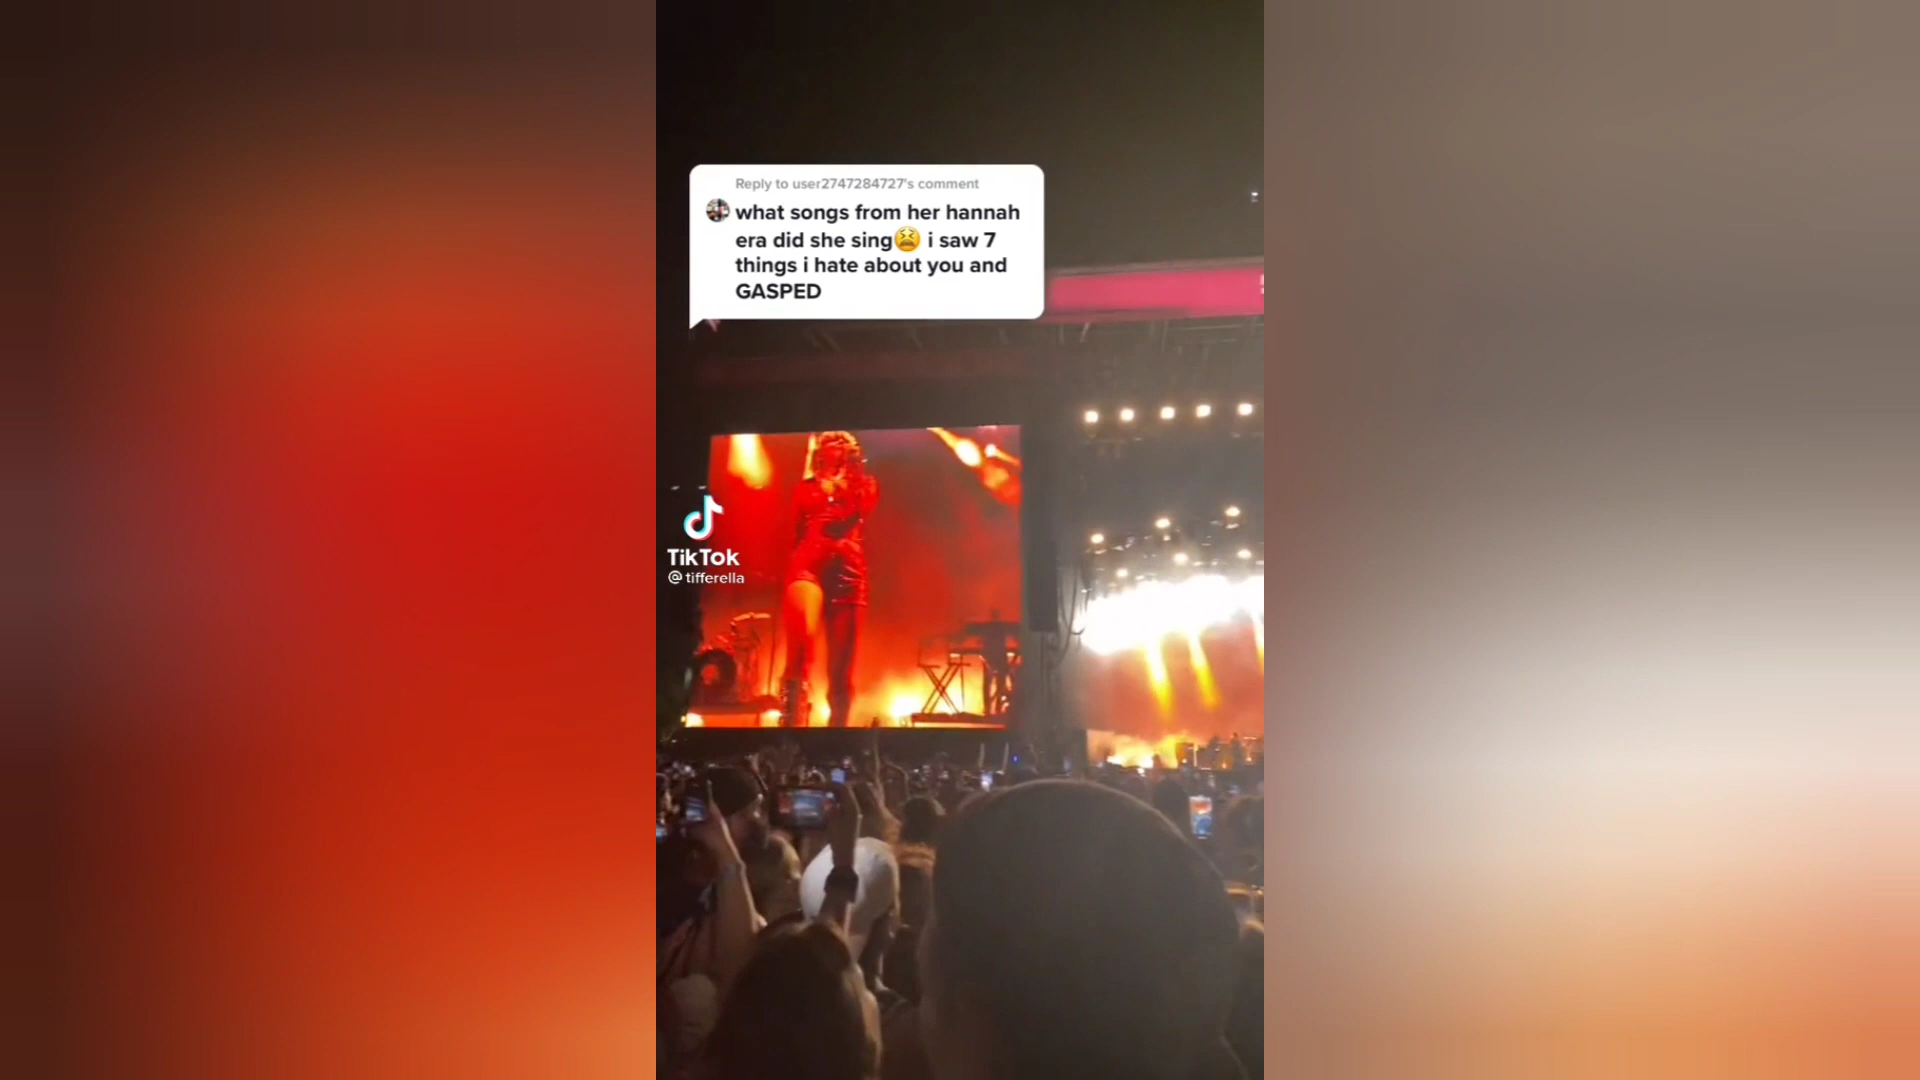 Reply to user2747284727's comment
what songs from her hannah
era did she sing😫 i saw 7
things i hate about you and
GASPED
TikTok
@tifferella